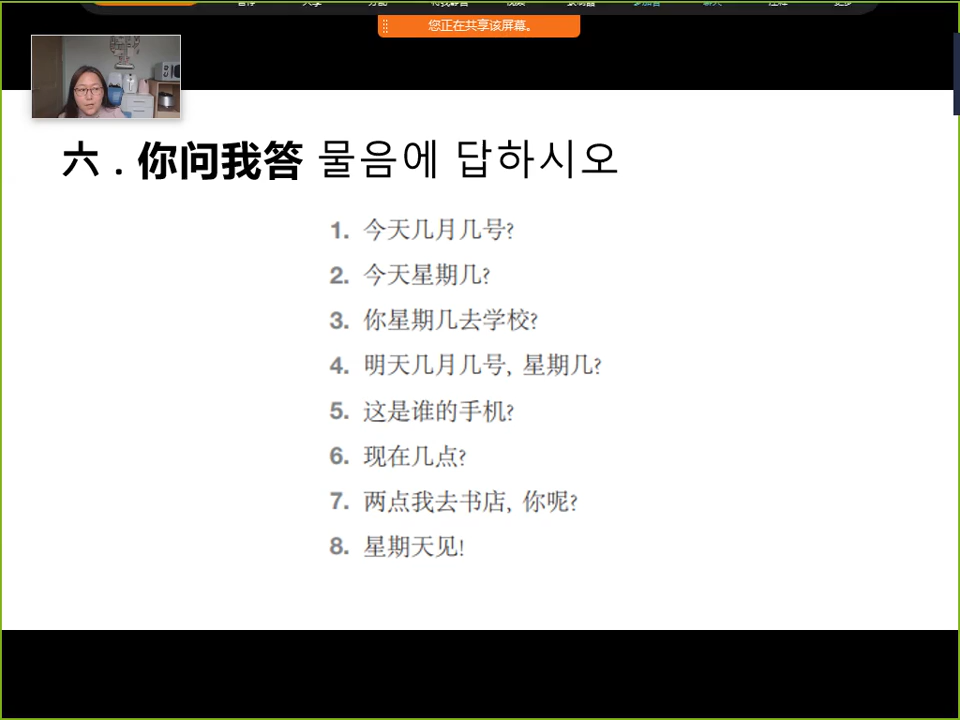 您正在共享该屏幕。
六 . 你问我答 물음에 답하시오
1. 今天几月几号?
2. 今天星期几?
3. 你星期几去学校?
4. 明天几月几号, 星期几?
5. 这是谁的手机?
6. 现在几点?
7. 两点我去书店, 你呢?
8. 星期天见!